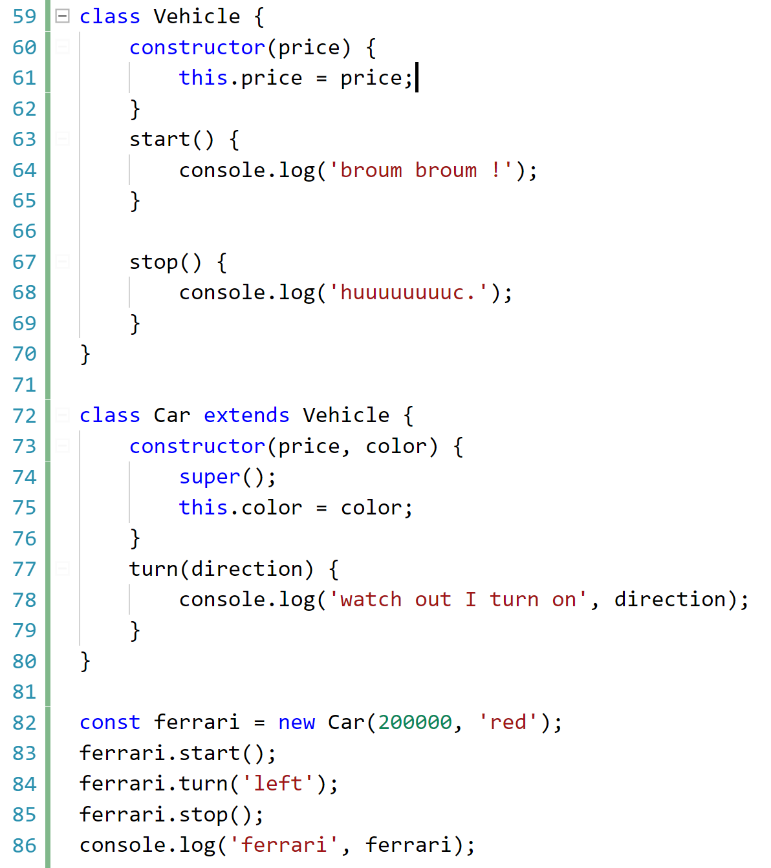 59 class Vehicle {
60     constructor(price) {
61         this.price = price;
62     }
63     start() {
64         console.log('broum broum !');
65     }
66
67     stop() {
68         console.log('huuuuuuuuc.');
69     }
70 }
71
72 class Car extends Vehicle {
73     constructor(price, color) {
74         super();
75         this.color = color;
76     }
77     turn(direction) {
78         console.log('watch out I turn on', direction);
79     }
80 }
81
82 const ferrari = new Car(200000, 'red');
83 ferrari.start();
84 ferrari.turn('left');
85 ferrari.stop();
86 console.log('ferrari', ferrari);